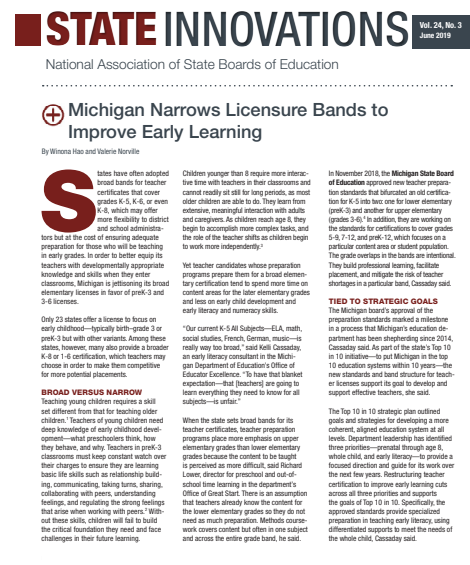 STATE INNOVATIONS
Vol. 24, No. 3
June 2019
National Association of State Boards of Education
Michigan Narrows Licensure Bands to
Improve Early Learning
By Winona Hao and Valerie Norville
States have often adopted
broad bands for teacher
certificates that cover
grades K-5, K-6, or even
K-8, which may offer
more flexibility to district
and school administra-
tors but at the cost of ensuring adequate
preparation for those who will be teaching
in early grades. In order to better equip its
teachers with developmentally appropriate
knowledge and skills when they enter
classrooms, Michigan is jettisoning its broad
elementary licenses in favor of preK-3 and
3-6 licenses.
Only 23 states offer a license to focus on
early childhood—typically birth–grade 3 or
preK-3 but with other variants. Among these
states, however, many also provide a broader
K-8 or 1-6 certification, which teachers may
choose in order to make them competitive
for more potential placements.
BROAD VERSUS NARROW
Teaching young children requires a skill
set different from that for teaching older
children.¹ Teachers of young children need
deep knowledge of early childhood devel-
opment—what preschoolers think, how
they behave, and why. Teachers in preK-3
classrooms must keep constant watch over
their charges to ensure they are learning
basic life skills such as relationship build-
ing, communicating, taking turns, sharing,
collaborating with peers, understanding
feelings, and regulating the strong feelings
that arise when working with peers.² With-
out these skills, children will fail to build
the critical foundation they need and face
challenges in their future learning.
Children younger than 8 require more interac-
tive time with teachers in their classrooms and
cannot readily sit still for long periods, as most
older children are able to do. They learn from
extensive, meaningful interaction with adults
and caregivers. As children reach age 8, they
begin to accomplish more complex tasks, and
the role of the teacher shifts as children begin
to work more independently.³
Yet teacher candidates whose preparation
programs prepare them for a broad elemen-
tary certification tend to spend more time on
content areas for the later elementary grades
and less on early child development and
early literacy and numeracy skills.
"Our current K-5 All Subjects—ELA, math,
social studies, French, German, music—is
really way too broad," said Kelli Cassaday,
an early literacy consultant in the Michi-
gan Department of Education's Office of
Educator Excellence. "To have that blanket
expectation—that [teachers] are going to
learn everything they need to know for all
subjects—is unfair."
When the state sets broad bands for its
teacher certificates, teacher preparation
programs place more emphasis on upper
elementary grades than lower elementary
grades because the content to be taught
is perceived as more difficult, said Richard
Lower, director for preschool and out-of-
school time learning in the department's
Office of Great Start. There is an assumption
that teachers already know the content for
the lower elementary grades so they do not
need as much preparation. Methods course-
work covers content but often in one subject
and across the entire grade band, he said.
In November 2018, the Michigan State Board
of Education approved new teacher prepara-
tion standards that bifurcated an old certifica-
tion for K-5 into two: one for lower elementary
(preK-3) and another for upper elementary
(grades 3-6).⁴ In addition, they are working on
the standards for certifications to cover grades
5–9, 7–12, and preK–12, which focuses on a
particular content area or student population.
The grade overlaps in the bands are intentional.
They build professional learning, facilitate
placement, and mitigate the risk of teacher
shortages in a particular band, Cassaday said.
TIED TO STRATEGIC GOALS
The Michigan board's approval of the
preparation standards marked a milestone
in a process that Michigan's education de-
partment has been shepherding since 2014,
Cassaday said. As part of the state's Top 10
in 10 initiative—to put Michigan in the top
10 education systems within 10 years—the
new standards and band structure for teach-
er licenses support its goal to develop and
support effective teachers, she said.
The Top 10 in 10 strategic plan outlined
goals and strategies for developing a more
coherent, aligned education system at all
levels. Department leadership has identified
three priorities—prenatal through age 8,
whole child, and early literacy—to provide a
focused direction and guide for its work over
the next few years. Restructuring teacher
certification to improve early learning cuts
across all three priorities and supports
the goals of Top 10 in 10. Specifically, the
approved standards provide specialized
preparation in teaching early literacy, using
differentiated supports to meet the needs of
the whole child, Cassaday said.